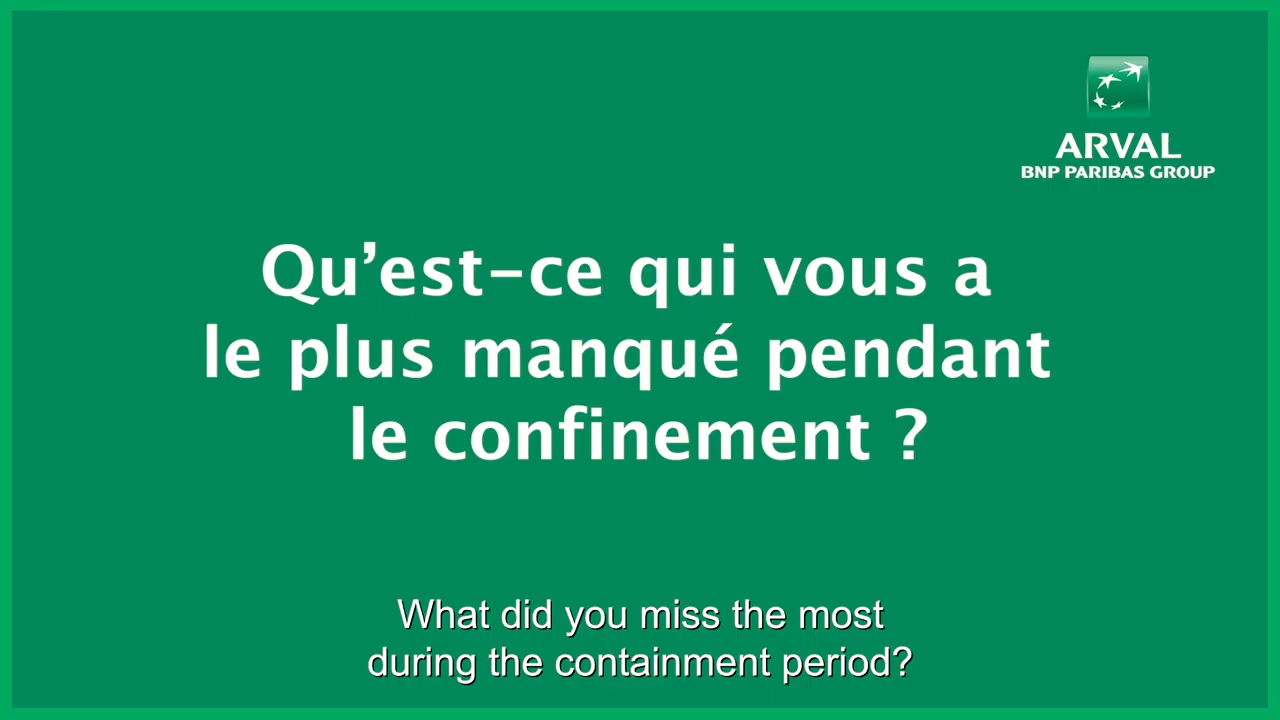 ARVAL
BNP PARIBAS GROUP
Qu’est-ce qui vous a
le plus manqué pendant
le confinement ?
What did you miss the most
during the containment period?